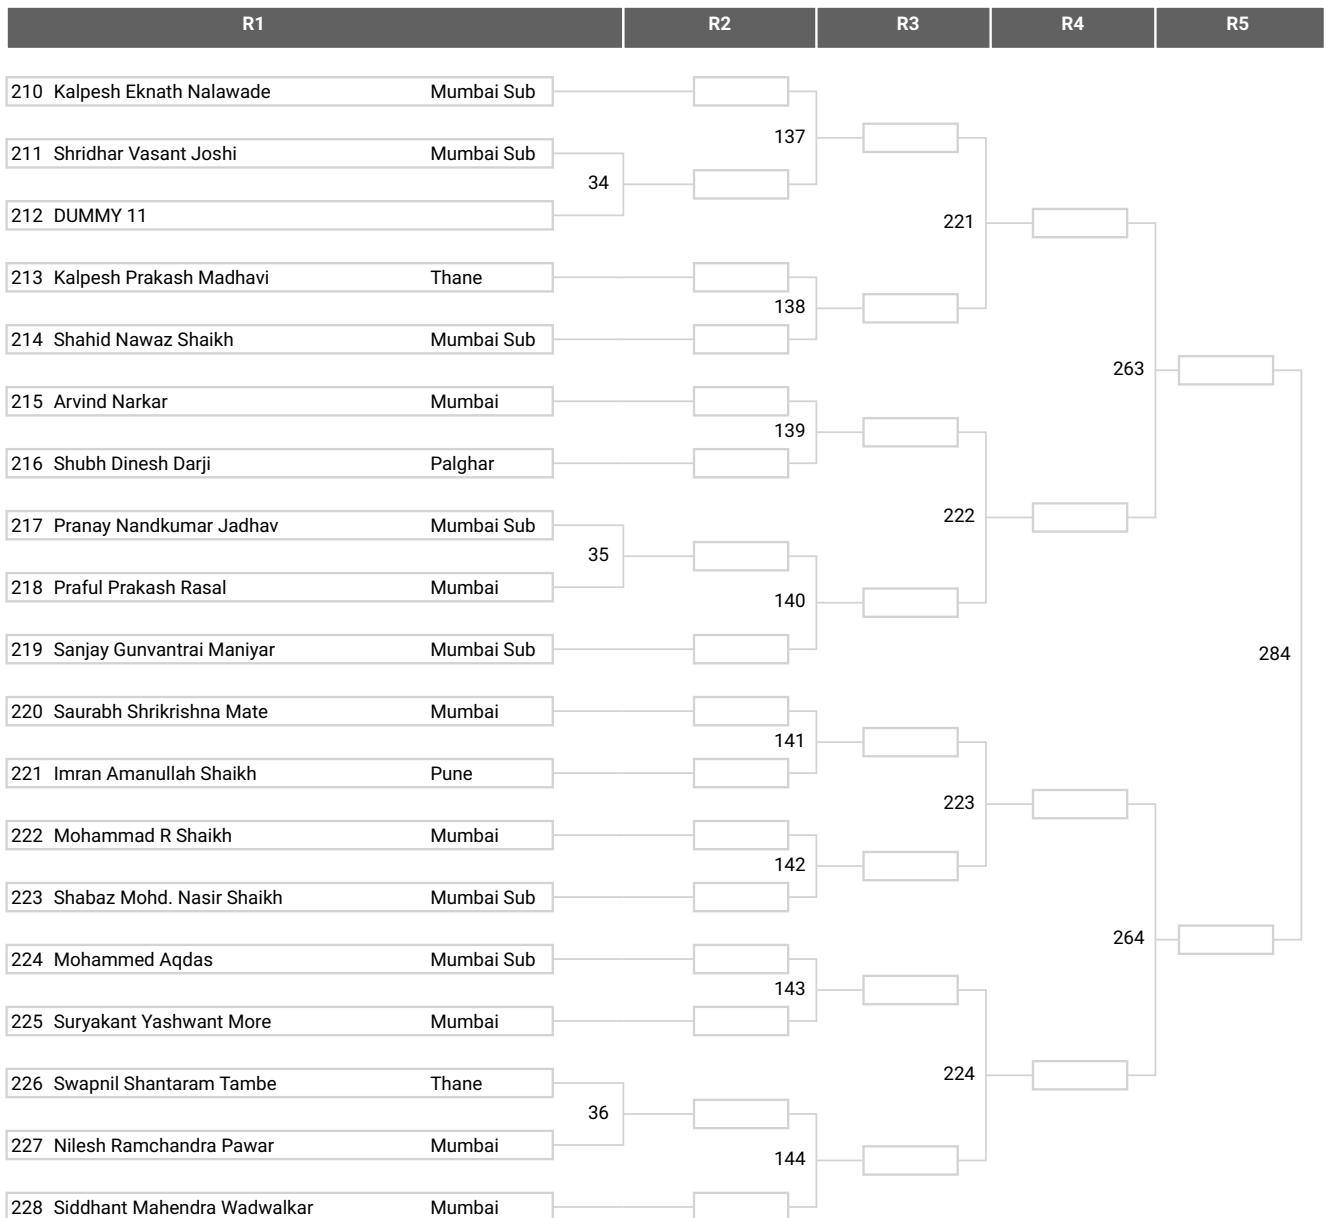 R1 R2 R3 R4 R5
210 Kalpesh Eknath Nalawade Mumbai Sub
137
211 Shridhar Vasant Joshi Mumbai Sub
34
212 DUMMY 11
221
213 Kalpesh Prakash Madhavi Thane
138
214 Shahid Nawaz Shaikh Mumbai Sub
263
215 Arvind Narkar Mumbai
139
216 Shubh Dinesh Darji Palghar
222
217 Pranay Nandkumar Jadhav Mumbai Sub
35
218 Praful Prakash Rasal Mumbai
140
219 Sanjay Gunvantrai Maniyar Mumbai Sub
284
220 Saurabh Shrikrishna Mate Mumbai
141
221 Imran Amanullah Shaikh Pune
223
222 Mohammad R Shaikh Mumbai
142
223 Shabaz Mohd. Nasir Shaikh Mumbai Sub
264
224 Mohammed Aqdas Mumbai Sub
143
225 Suryakant Yashwant More Mumbai
224
226 Swapnil Shantaram Tambe Thane
36
227 Nilesh Ramchandra Pawar Mumbai
144
228 Siddhant Mahendra Wadwalkar Mumbai